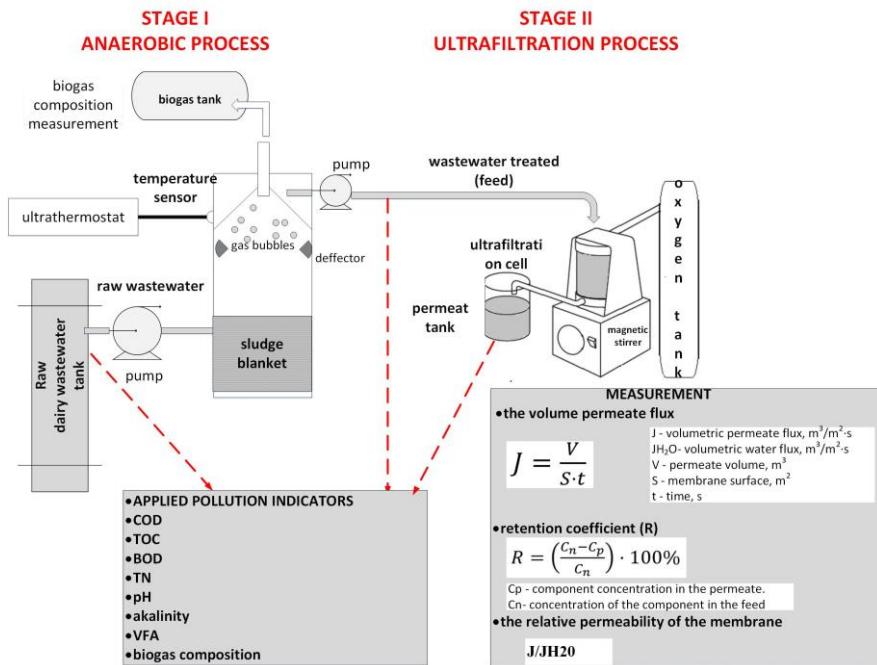 STAGE I
ANAEROBIC PROCESS
STAGE II
ULTRAFILTRATION PROCESS
biogas
composition
measurement
biogas tank
temperature
sensor
ultrathermostat
pump
wastewater treated
(feed)
gas bubbles
deffector
raw wastewater
pump
Raw
dairy wastewater
tank
sludge
blanket
ultrafiltrati
on cell
permeat
tank
magnetic
stirrer
oxygen tank
•APPLIED POLLUTION INDICATORS
•COD
•TOC
•BOD
•TN
•pH
•akalinity
•VFA
•biogas composition
MEASUREMENT
•the volume permeate flux
J = V / S·t
J - volumetric permeate flux, m³/m²·s
JH₂O- volumetric water flux, m³/m²·s
V - permeate volume, m³
S - membrane surface, m²
t - time, s
•retention coefficient (R)
R = (Cₙ−Cₚ / Cₙ) · 100%
Cp - component concentration in the permeate.
Cn- concentration of the component in the feed
•the relative permeability of the membrane
J/JH20